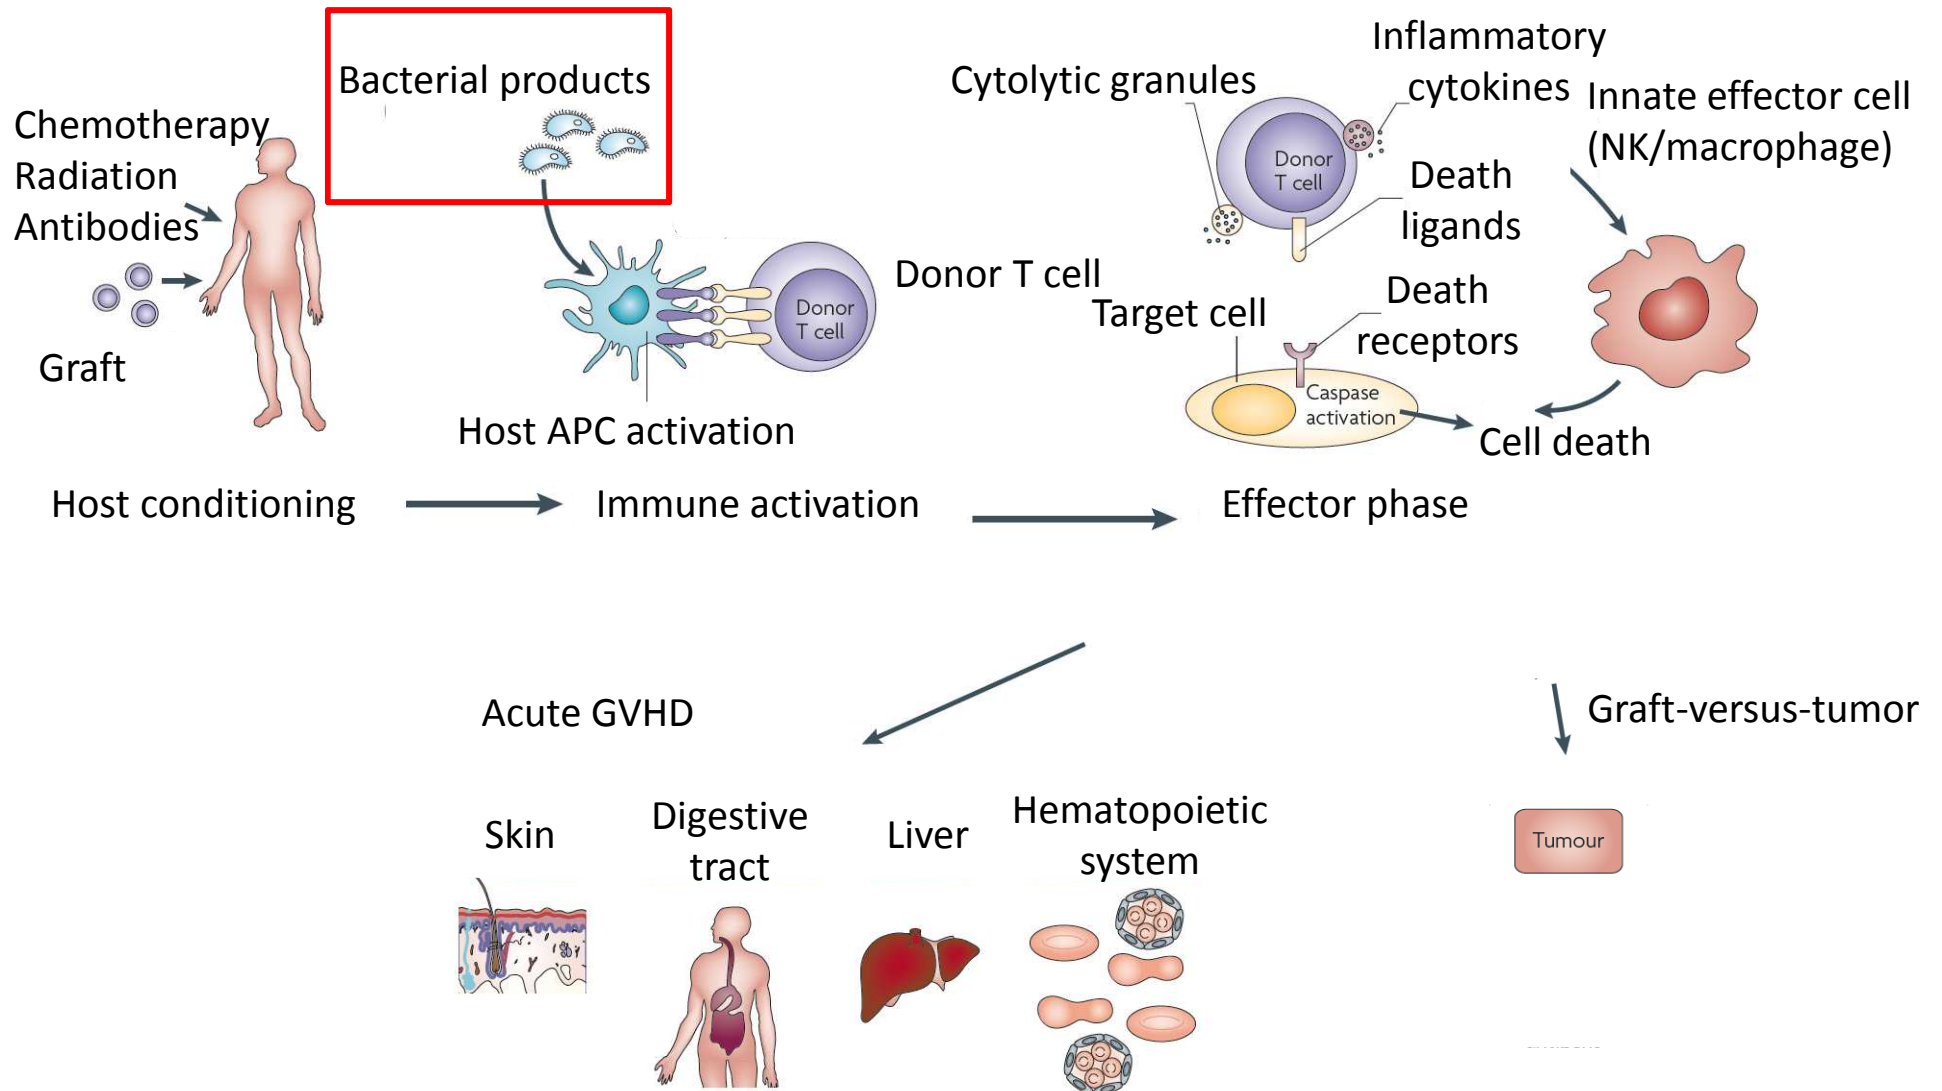 Bacterial products
Chemotherapy
Radiation
Antibodies
Graft
Host conditioning
Donor
T cell
Donor T cell
Host APC activation
Immune activation
Cytolytic granules
Inflammatory
cytokines
Innate effector cell
(NK/macrophage)
Donor
T cell
Death
ligands
Target cell
Death
receptors
Caspase
activation
Cell death
Effector phase
Acute GVHD
Graft-versus-tumor
Skin
Digestive
tract
Liver
Hematopoietic
system
Tumour